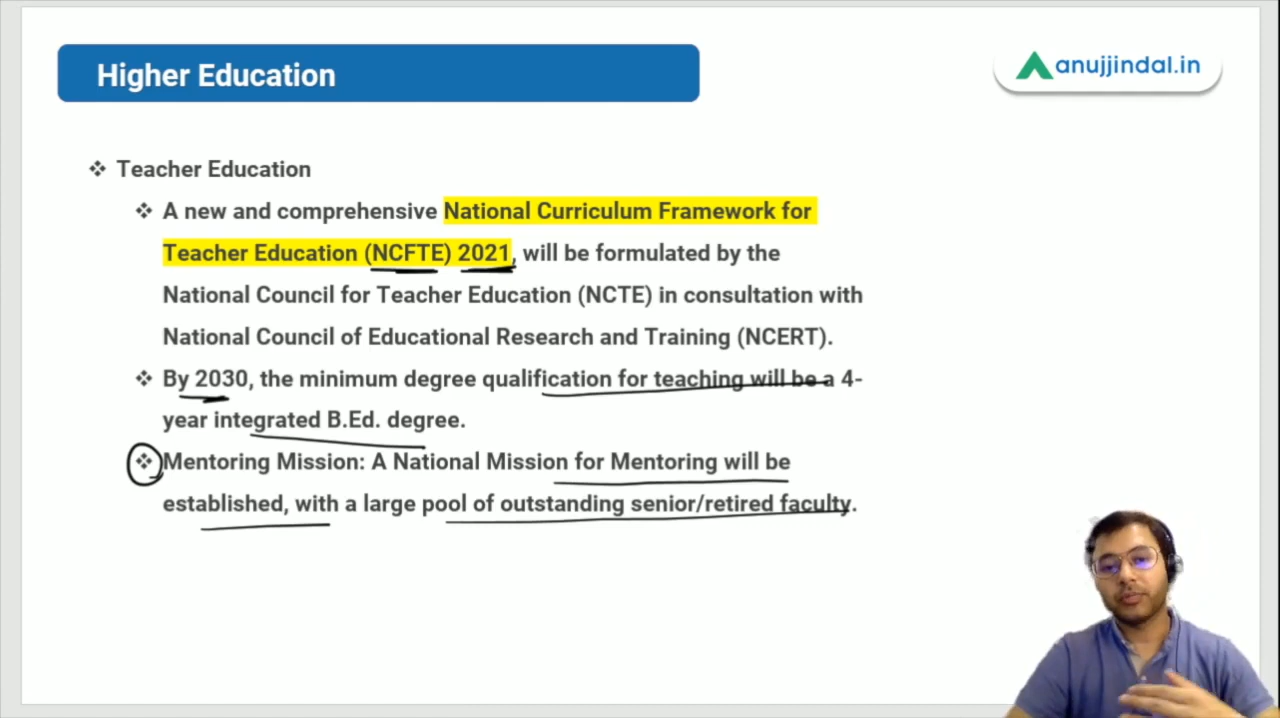 Higher Education
anujjindal.in
❖ Teacher Education
❖ A new and comprehensive National Curriculum Framework for
Teacher Education (NCFTE) 2021, will be formulated by the
National Council for Teacher Education (NCTE) in consultation with
National Council of Educational Research and Training (NCERT).
❖ By 2030, the minimum degree qualification for teaching will be a 4-
year integrated B.Ed. degree.
❖ Mentoring Mission: A National Mission for Mentoring will be
established, with a large pool of outstanding senior/retired faculty.